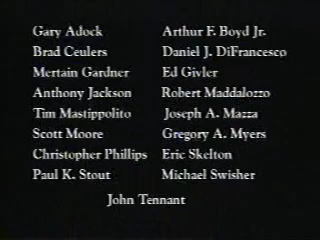 Gary Adock Arthur F. Boyd Jr.
Brad Ceulers Daniel J. DiFrancesco
Mertain Gardner Ed Givler
Anthony Jackson Robert Maddalozzo
Tim Mastippolito Joseph A. Mazza
Scott Moore Gregory A. Myers
Christopher Phillips Eric Skelton
Paul K. Stout Michael Swisher
John Tennant